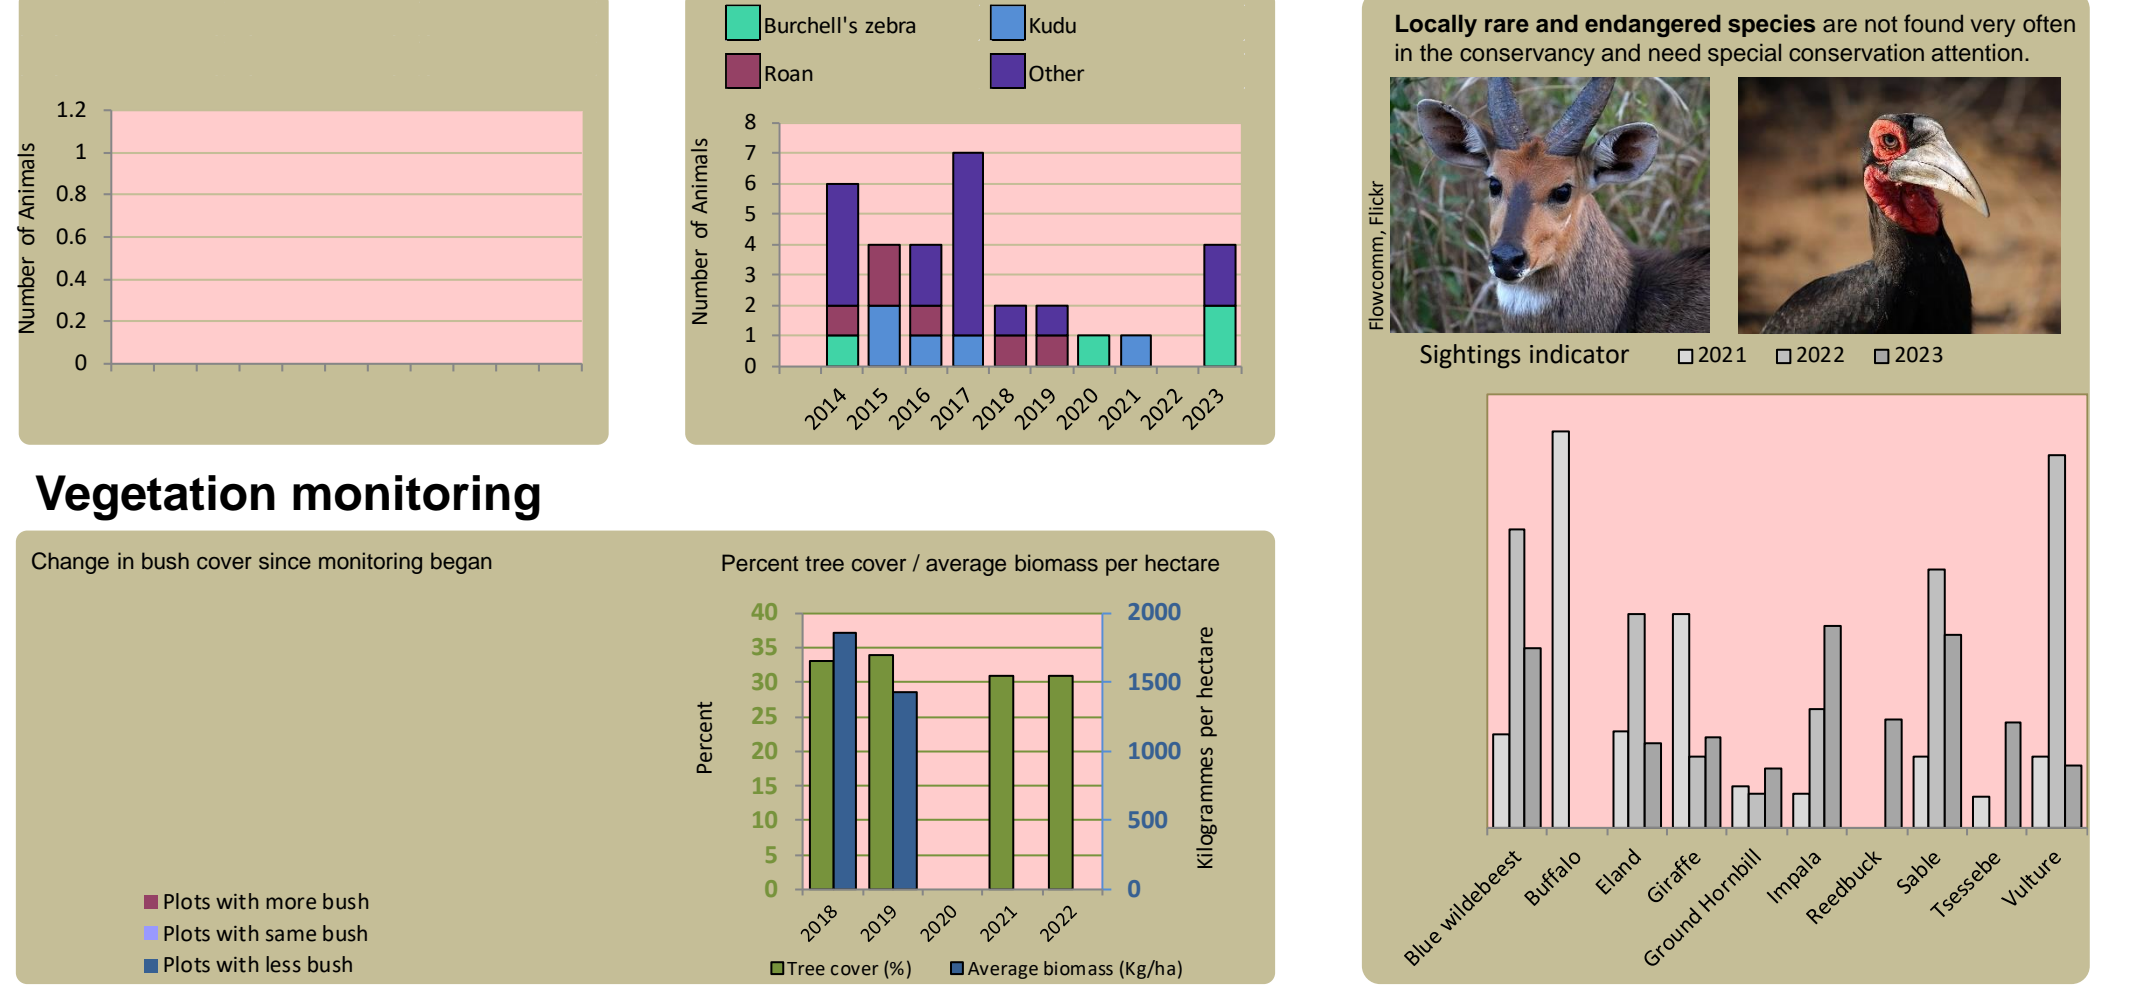 1.2
1
0.8
0.6
0.4
0.2
0
Number of Animals
Burchell's zebra
Kudu
Roan
Other
8
7
6
5
4
3
2
1
0
Number of Animals
2014 2015 2016 2017 2018 2019 2020 2021 2022 2023
Locally rare and endangered species are not found very often
in the conservancy and need special conservation attention.
Flowcomm, Flickr
Sightings indicator 2021 2022 2023
Blue wildebeest Buffalo Eland Giraffe Ground Hornbill Impala Reedbuck Sable Tsessebe Vulture
Vegetation monitoring
Change in bush cover since monitoring began
Plots with more bush
Plots with same bush
Plots with less bush
Percent tree cover / average biomass per hectare
40
35
30
25
20
15
10
5
0
Percent
2000
1500
1000
500
0
Kilogrammes per hectare
2018 2019 2020 2021 2022
Tree cover (%) Average biomass (Kg/ha)